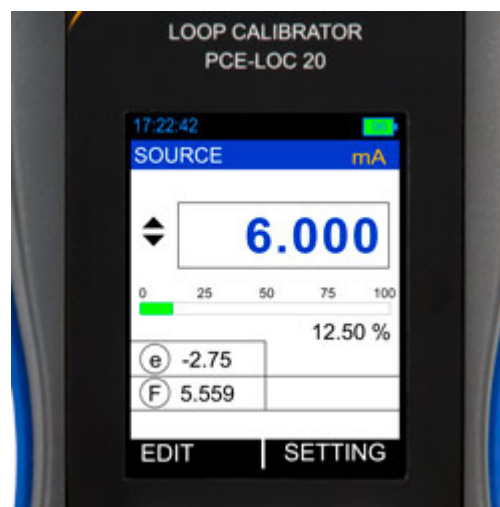 LOOP CALIBRATOR
PCE-LOC 20
17:22:42
SOURCE mA
6.000
0 25 50 75 100
12.50 %
e -2.75
F 5.559
EDIT SETTING